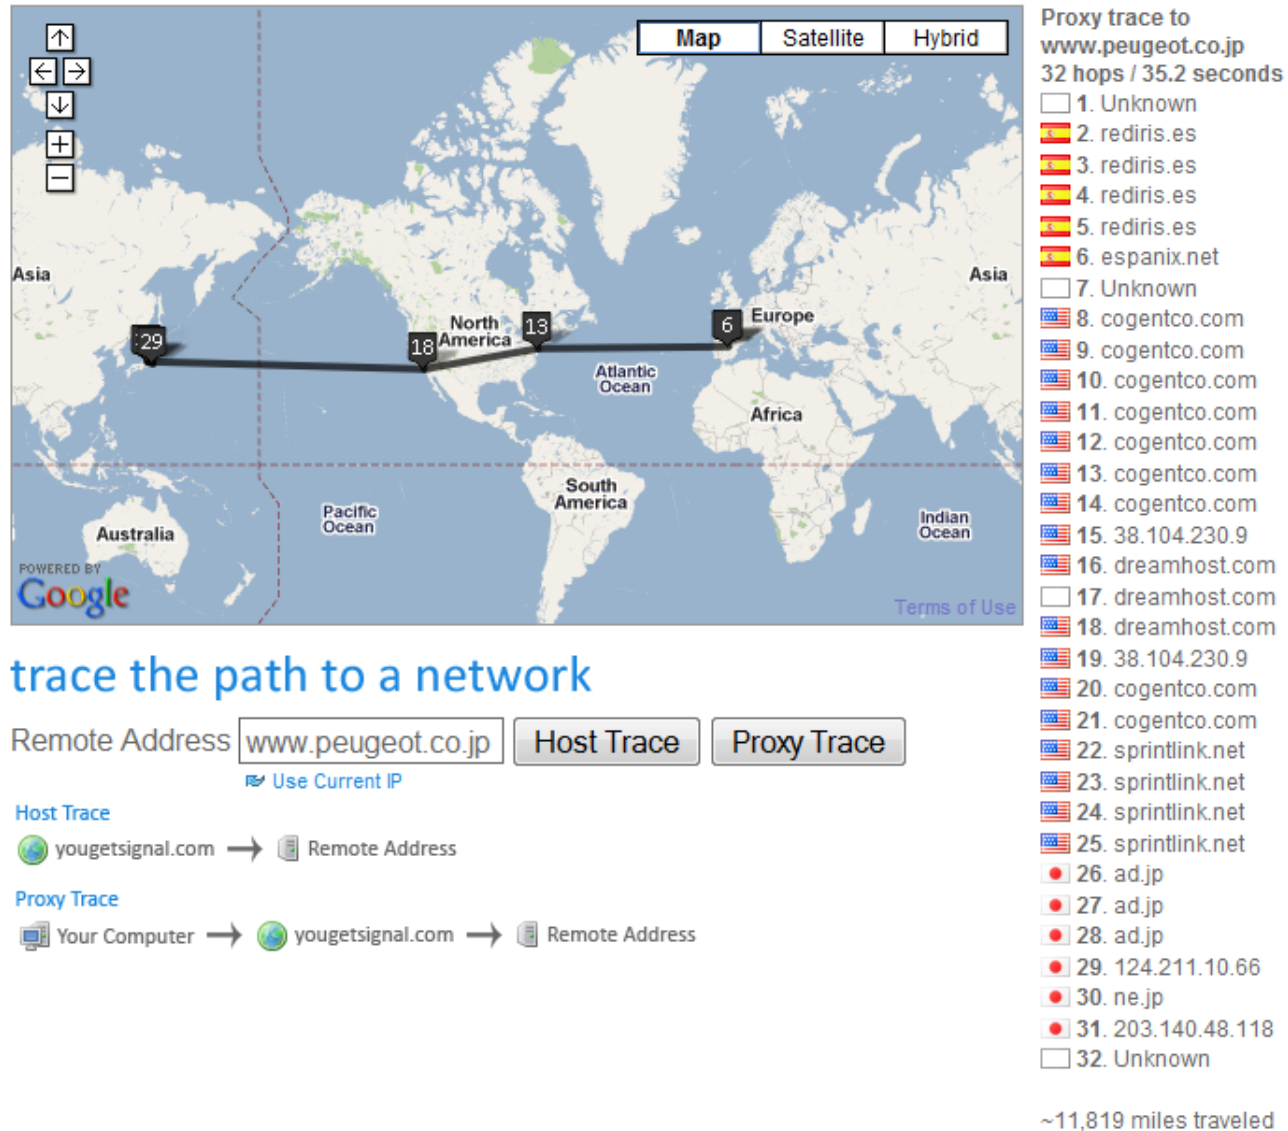 Map
Satellite
Hybrid
Asia
North
America
Europe
Asia
Atlantic
Ocean
Africa
South
America
Pacific
Ocean
Indian
Ocean
Australia
29
18
13
6
POWERED BY
Google
Terms of Use
trace the path to a network
Remote Address www.peugeot.co.jp Host Trace Proxy Trace
Use Current IP
Host Trace
yougetsignal.com Remote Address
Proxy Trace
Your Computer yougetsignal.com Remote Address
Proxy trace to
www.peugeot.co.jp
32 hops / 35.2 seconds
1. Unknown
2. rediris.es
3. rediris.es
4. rediris.es
5. rediris.es
6. espanix.net
7. Unknown
8. cogentco.com
9. cogentco.com
10. cogentco.com
11. cogentco.com
12. cogentco.com
13. cogentco.com
14. cogentco.com
15. 38.104.230.9
16. dreamhost.com
17. dreamhost.com
18. dreamhost.com
19. 38.104.230.9
20. cogentco.com
21. cogentco.com
22. sprintlink.net
23. sprintlink.net
24. sprintlink.net
25. sprintlink.net
26. ad.jp
27. ad.jp
28. ad.jp
29. 124.211.10.66
30. ne.jp
31. 203.140.48.118
32. Unknown
~11,819 miles traveled